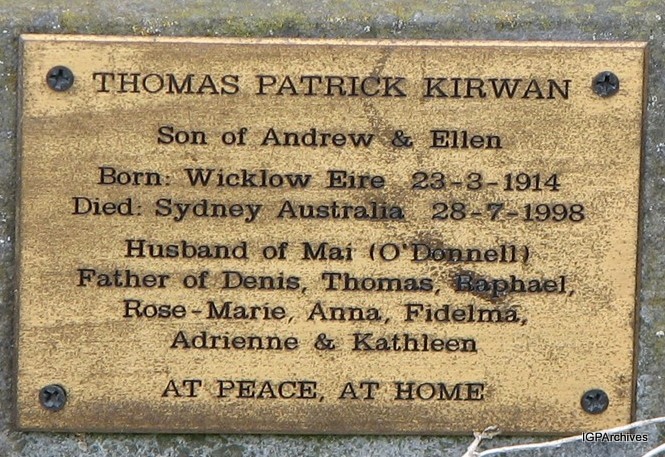 THOMAS PATRICK KIRWAN
Son of Andrew & Ellen
Born: Wicklow Eire 23-3-1914
Died: Sydney Australia 28-7-1998
Husband of Mai (O'Donnell)
Father of Denis, Thomas, Raphael,
Rose-Marie, Anna, Fidelma,
Adrienne & Kathleen
AT PEACE, AT HOME
IGPArchives